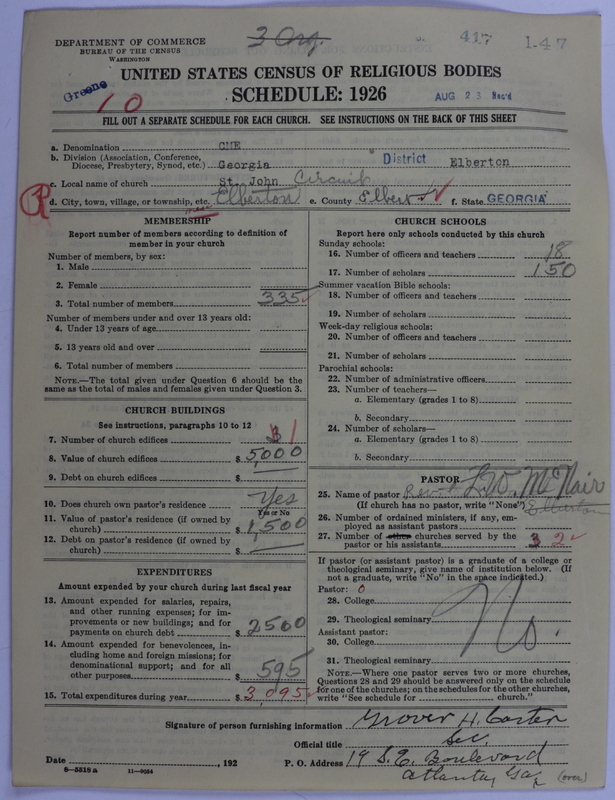 DEPARTMENT OF COMMERCE
BUREAU OF THE CENSUS
WASHINGTON
3 Org.
417
1-47
Greene
10
UNITED STATES CENSUS OF RELIGIOUS BODIES
SCHEDULE: 1926
AUG 23 Rec'd
FILL OUT A SEPARATE SCHEDULE FOR EACH CHURCH. SEE INSTRUCTIONS ON THE BACK OF THIS SHEET
a. Denomination CME
b. Division (Association, Conference, Diocese, Presbytery, Synod, etc.) Georgia District Elberton
c. Local name of church St. John Circuit
d. City, town, village, or township, etc. Elberton e. County Elbert f. State GEORGIA
near
MEMBERSHIP
Report number of members according to definition of
member in your church
Number of members, by sex:
1. Male
2. Female
3. Total number of members 335
Number of members under and over 13 years old:
4. Under 13 years of age
5. 13 years old and over
6. Total number of members
NOTE.—The total given under Question 6 should be the
same as the total of males and females given under Question 3.
CHURCH BUILDINGS
See instructions, paragraphs 10 to 12
7. Number of church edifices 3 1
8. Value of church edifices $ 5,000
9. Debt on church edifices $
10. Does church own pastor's residence Yes
Yes or No
11. Value of pastor's residence (if owned by
church) $ 1,500
12. Debt on pastor's residence (if owned by
church) $
EXPENDITURES
Amount expended by your church during last fiscal year
13. Amount expended for salaries, repairs,
and other running expenses; for im-
provements or new buildings; and for
payments on church debt $ 2500
14. Amount expended for benevolences, in-
cluding home and foreign missions; for
denominational support; and for all
other purposes $ 595
15. Total expenditures during year $ 3,095
CHURCH SCHOOLS
Report here only schools conducted by this church
Sunday schools:
16. Number of officers and teachers 18
17. Number of scholars 150
Summer vacation Bible schools:
18. Number of officers and teachers
19. Number of scholars
Week-day religious schools:
20. Number of officers and teachers
21. Number of scholars
Parochial schools:
22. Number of administrative officers
23. Number of teachers—
a. Elementary (grades 1 to 8)
b. Secondary
24. Number of scholars—
a. Elementary (grades 1 to 8)
b. Secondary
PASTOR
25. Name of pastor Rev. L.W. McNair
(If church has no pastor, write "None") Elberton
26. Number of ordained ministers, if any, em-
ployed as assistant pastors
27. Number of other churches served by the
pastor or his assistants 3 2
If pastor (or assistant pastor) is a graduate of a college or
theological seminary, give name of institution below. (If
not a graduate, write "No" in the space indicated.)
Pastor: 0
28. College
No
29. Theological seminary
Assistant pastor:
30. College
31. Theological seminary
NOTE.—Where one pastor serves two or more churches,
Questions 28 and 29 should be answered only on the schedule
for one of the churches; on the schedules for the other churches,
write "See schedule for church."
Signature of person furnishing information Grover H. Carter
Official title Sec.
Date , 192 P. O. Address 19 S.E. Boulevard
Atlanta, Ga.
(over)
8-5518 a 11-9054